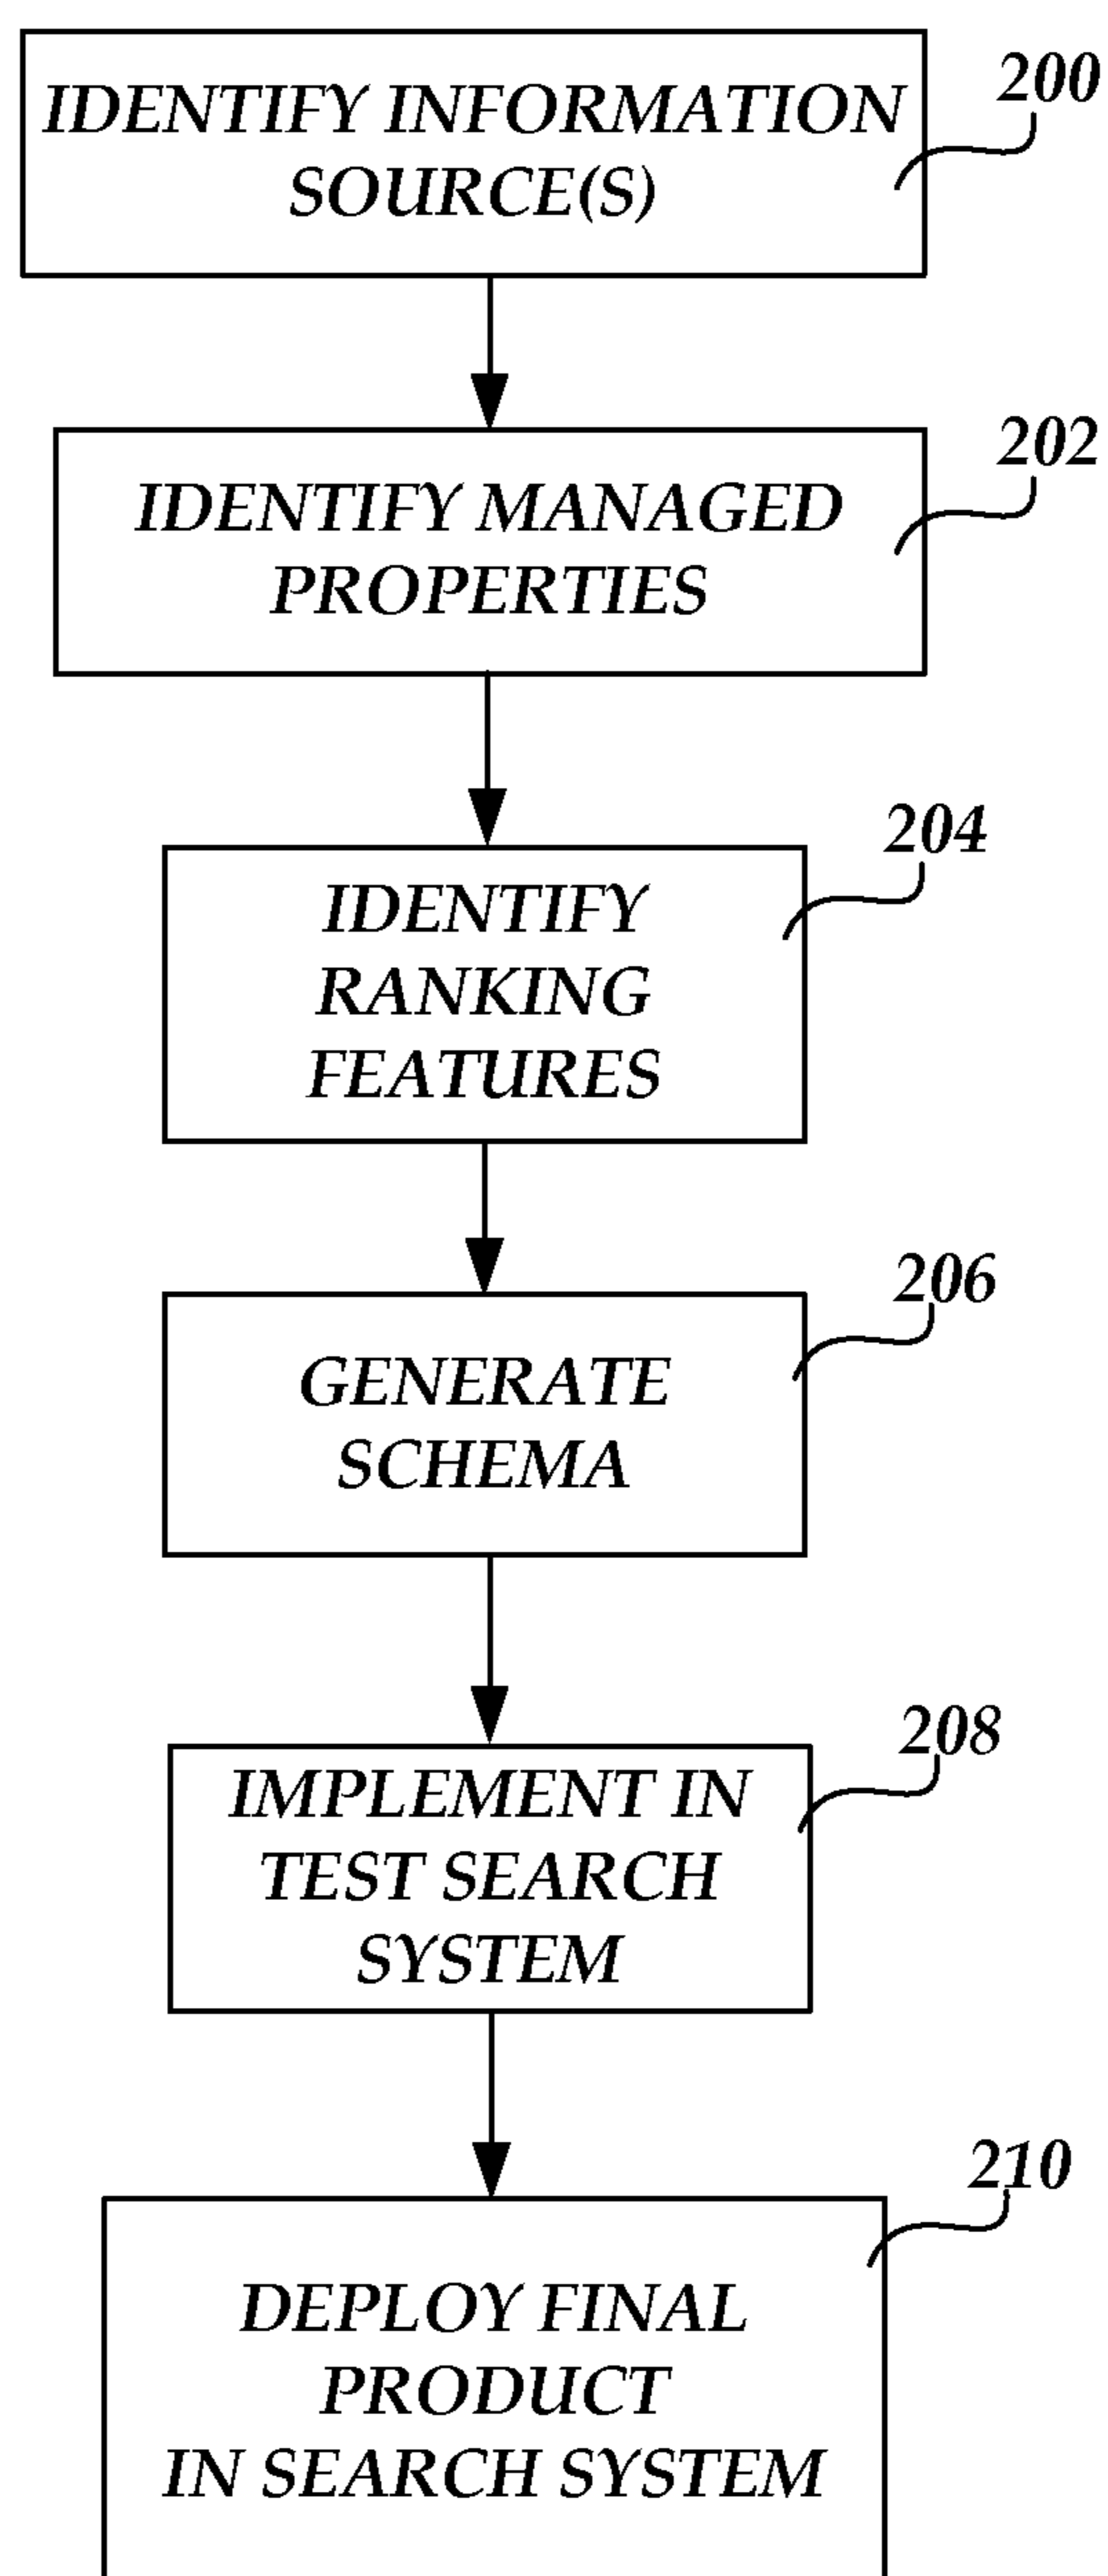 200
IDENTIFY INFORMATION
SOURCE(S)
202
IDENTIFY MANAGED
PROPERTIES
204
IDENTIFY
RANKING
FEATURES
206
GENERATE
SCHEMA
208
IMPLEMENT IN
TEST SEARCH
SYSTEM
210
DEPLOY FINAL
PRODUCT
IN SEARCH SYSTEM